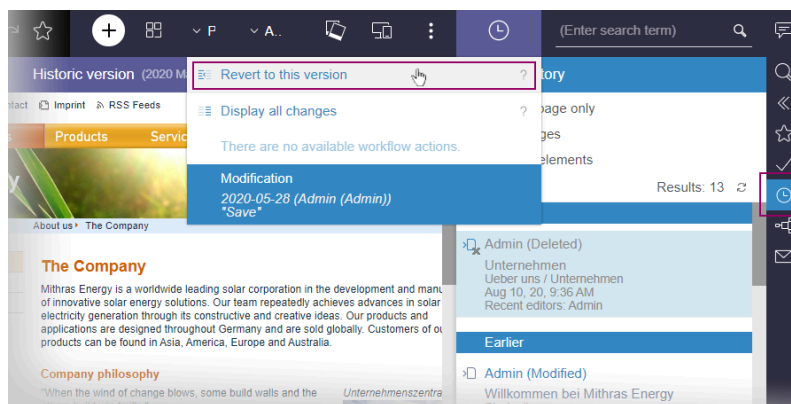 P
A..
(Enter search term)
Historic version (2020 M
Revert to this version
?
tory
Imprint
RSS Feeds
Display all changes
?
page only
Products
Servic
There are no available workflow actions.
Modification
2020-05-28 (Admin (Admin))
"Save"
elements
Results: 13
About us
The Company
Admin (Deleted)
Unternehmen
Ueber uns / Unternehmen
Aug 10, 20, 9:36 AM
Recent editors: Admin
The Company
Mithras Energy is a worldwide leading solar corporation in the development and manu
of innovative solar energy solutions. Our team repeatedly achieves advances in solar
electricity generation through its constructive and creative ideas. Our products and
applications are designed throughout Germany and are sold globally. Customers of ou
products can be found in Asia, America, Europe and Australia.
Earlier
Company philosophy
Admin (Modified)
"When the wind of change blows, some build walls and the
Unternehmenszentra
Willkommen bei Mithras Energy